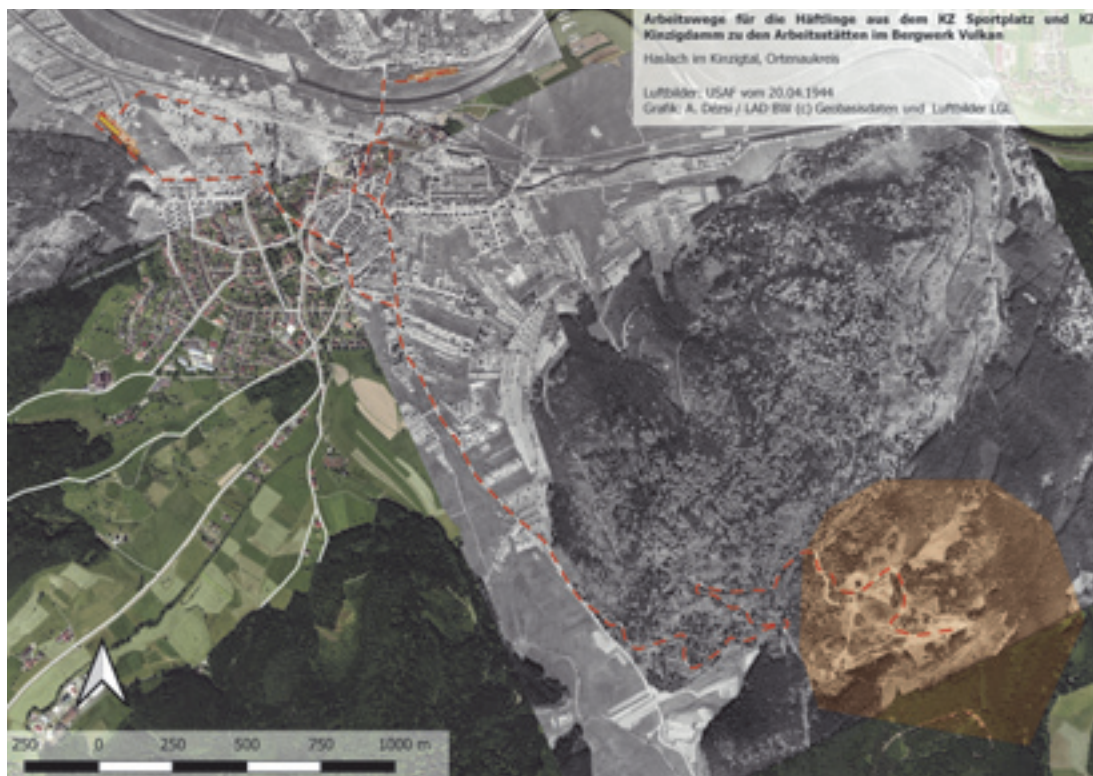 Arbeitswege für die Häftlinge aus dem KZ Sportplatz und KZ
Kinzigdamm zu den Arbeitsstätten im Bergwerk Vulkan
Haslach im Kinzigtal, Ortenaukreis
Luftbilder: USAF vom 20.04.1944
Grafik: A. Dézsi / LAD BW (c) Geobasisdaten und Luftbilder LGL
250 0 250 500 750 1000 m